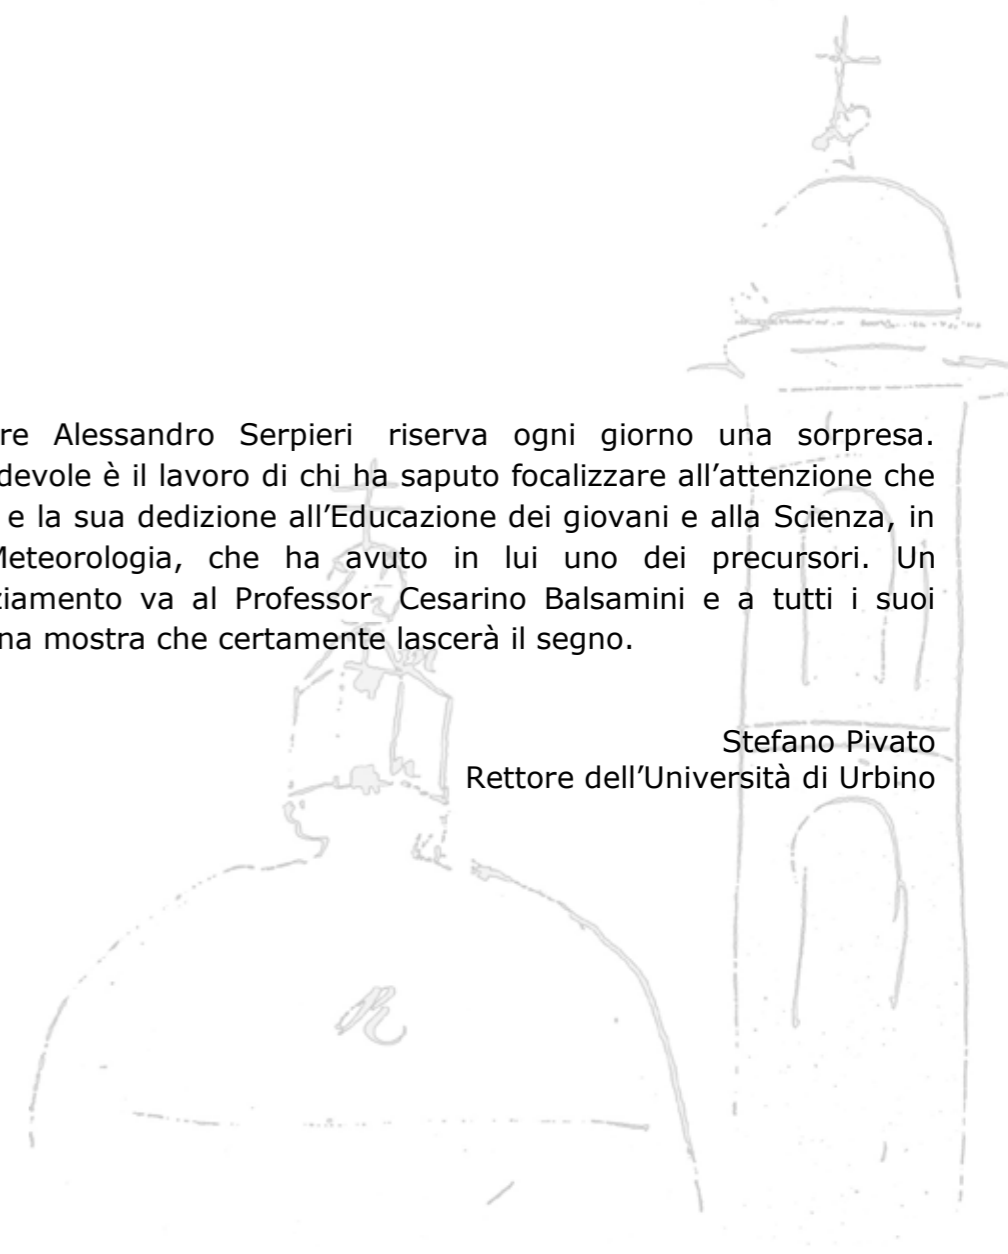 re Alessandro Serpieri riserva ogni giorno una sorpresa.
devole è il lavoro di chi ha saputo focalizzare all’attenzione che
e la sua dedizione all’Educazione dei giovani e alla Scienza, in
Meteorologia, che ha avuto in lui uno dei precursori. Un
ziamento va al Professor Cesarino Balsamini e a tutti i suoi
na mostra che certamente lascerà il segno.
Stefano Pivato
Rettore dell’Università di Urbino